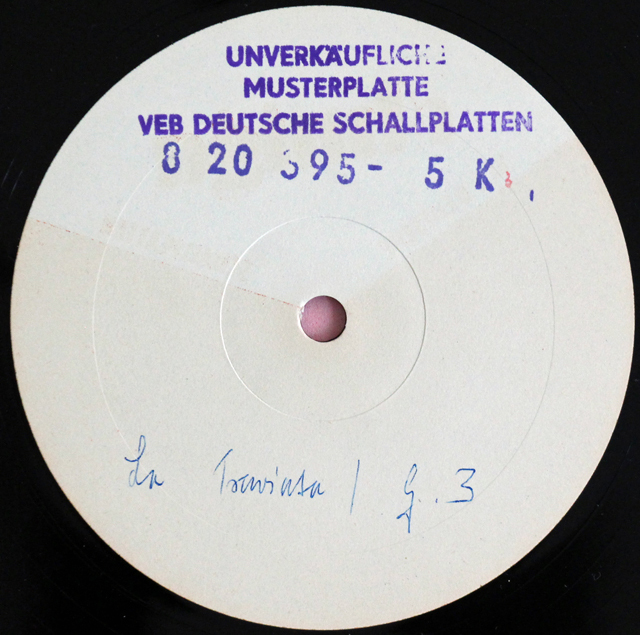 UNVERKÄUFLICHE
MUSTERPLATTE
VEB DEUTSCHE SCHALLPLATTEN
8 20 395- 5 K
La Traviata / S. 3